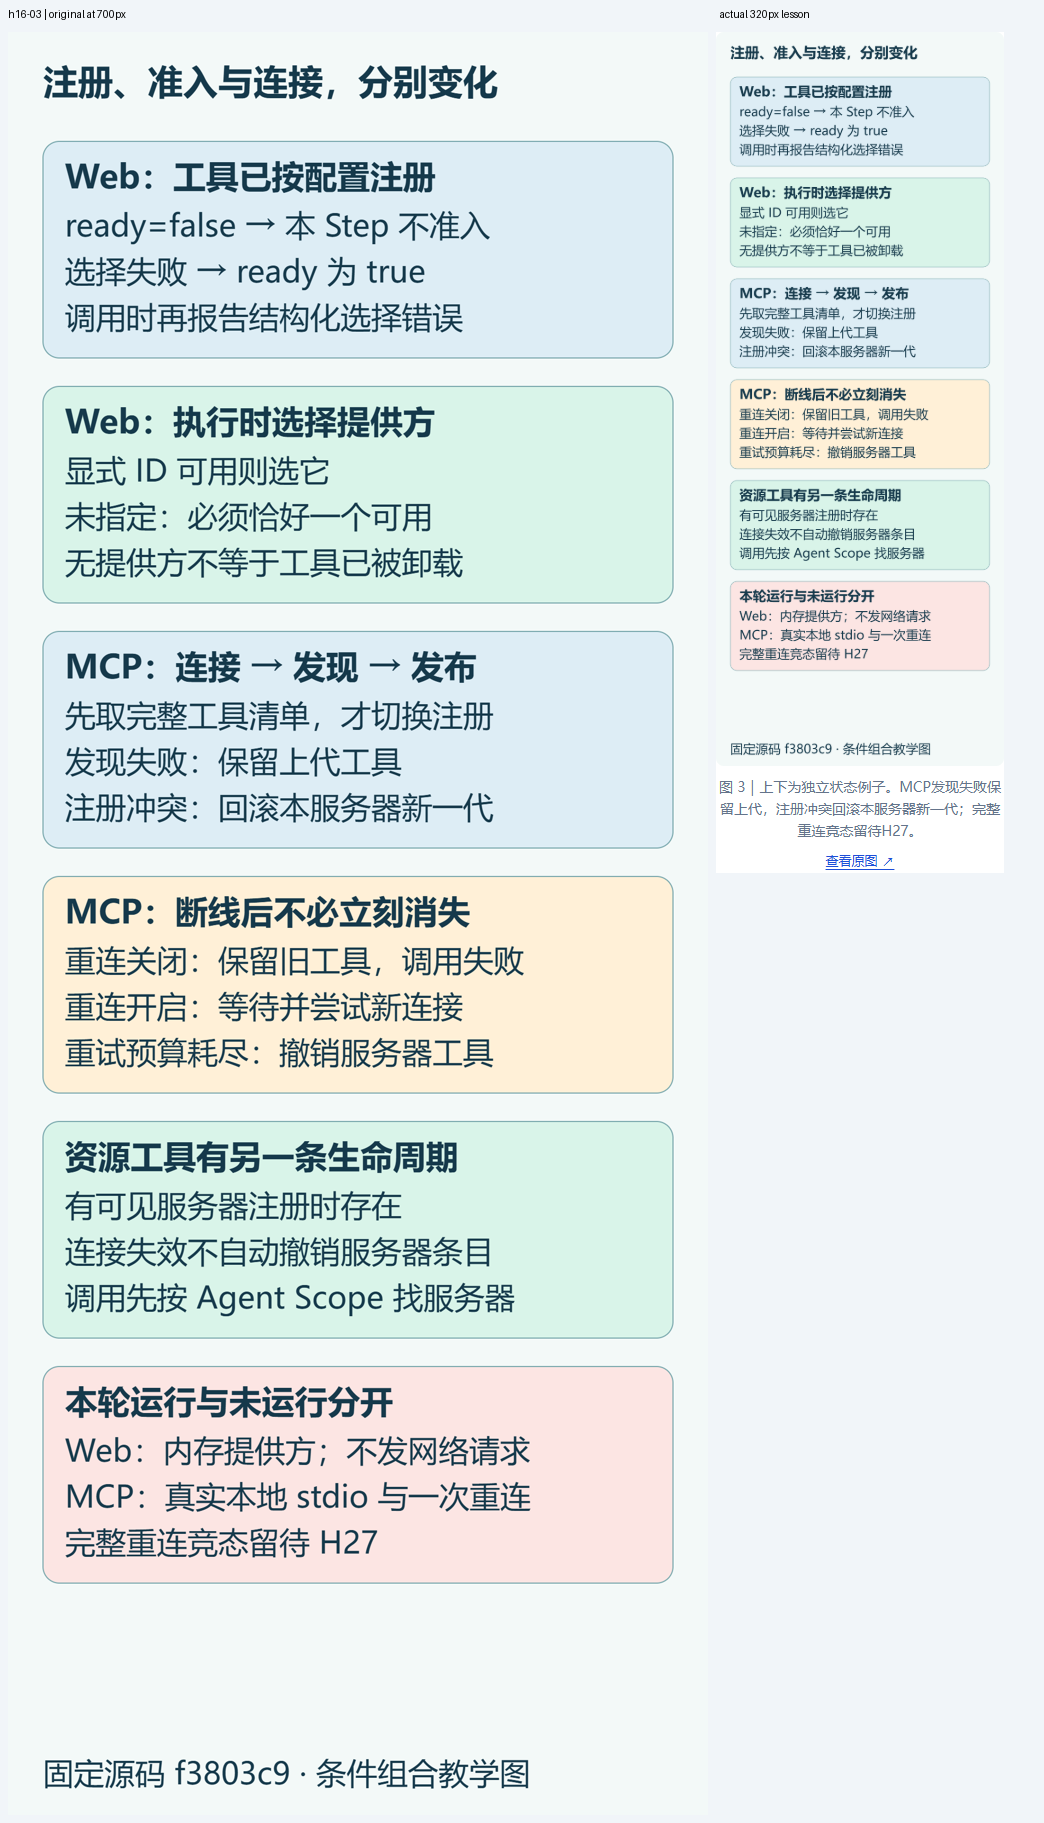 h16-03 | original at 700px
注册、准入与连接，分别变化
Web：工具已按配置注册
ready=false → 本 Step 不准入
选择失败 → ready 为 true
调用时再报告结构化选择错误
Web：执行时选择提供方
显式 ID 可用则选它
未指定：必须恰好一个可用
无提供方不等于工具已被卸载
MCP：连接 → 发现 → 发布
先取完整工具清单，才切换注册
发现失败：保留上代工具
注册冲突：回滚本服务器新一代
MCP：断线后不必立刻消失
重连关闭：保留旧工具，调用失败
重连开启：等待并尝试新连接
重试预算耗尽：撤销服务器工具
资源工具有另一条生命周期
有可见服务器注册时存在
连接失效不自动撤销服务器条目
调用先按 Agent Scope 找服务器
本轮运行与未运行分开
Web：内存提供方；不发网络请求
MCP：真实本地 stdio 与一次重连
完整重连竞态留待 H27
固定源码 f3803c9 · 条件组合教学图
actual 320px lesson
注册、准入与连接，分别变化
Web：工具已按配置注册
ready=false → 本 Step 不准入
选择失败 → ready 为 true
调用时再报告结构化选择错误
Web：执行时选择提供方
显式 ID 可用则选它
未指定：必须恰好一个可用
无提供方不等于工具已被卸载
MCP：连接 → 发现 → 发布
先取完整工具清单，才切换注册
发现失败：保留上代工具
注册冲突：回滚本服务器新一代
MCP：断线后不必立刻消失
重连关闭：保留旧工具，调用失败
重连开启：等待并尝试新连接
重试预算耗尽：撤销服务器工具
资源工具有另一条生命周期
有可见服务器注册时存在
连接失效不自动撤销服务器条目
调用先按 Agent Scope 找服务器
本轮运行与未运行分开
Web：内存提供方；不发网络请求
MCP：真实本地 stdio 与一次重连
完整重连竞态留待 H27
固定源码 f3803c9 · 条件组合教学图
图 3｜上下为独立状态例子。MCP发现失败保
留上代，注册冲突回滚本服务器新一代；完整
重连竞态留待H27。
查看原图 ↗